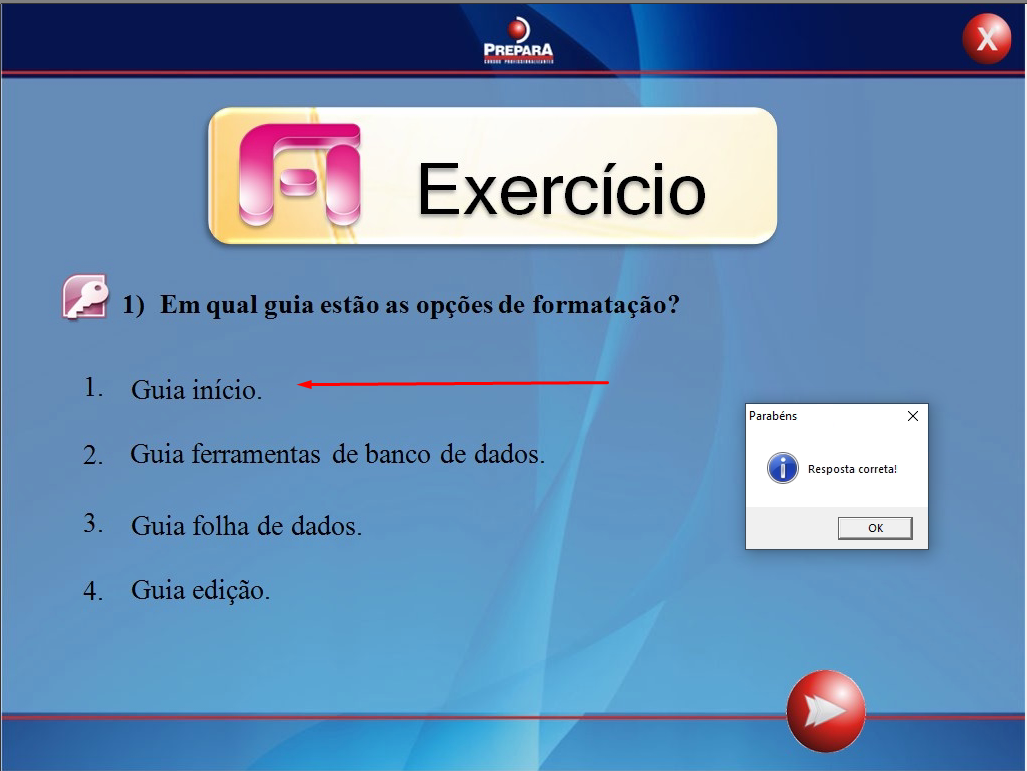 PREPARA
CURSOS PROFISSIONALIZANTES
X
Exercício
1) Em qual guia estão as opções de formatação?
1. Guia início.
2. Guia ferramentas de banco de dados.
3. Guia folha de dados.
4. Guia edição.
Parabéns
Resposta correta!
OK